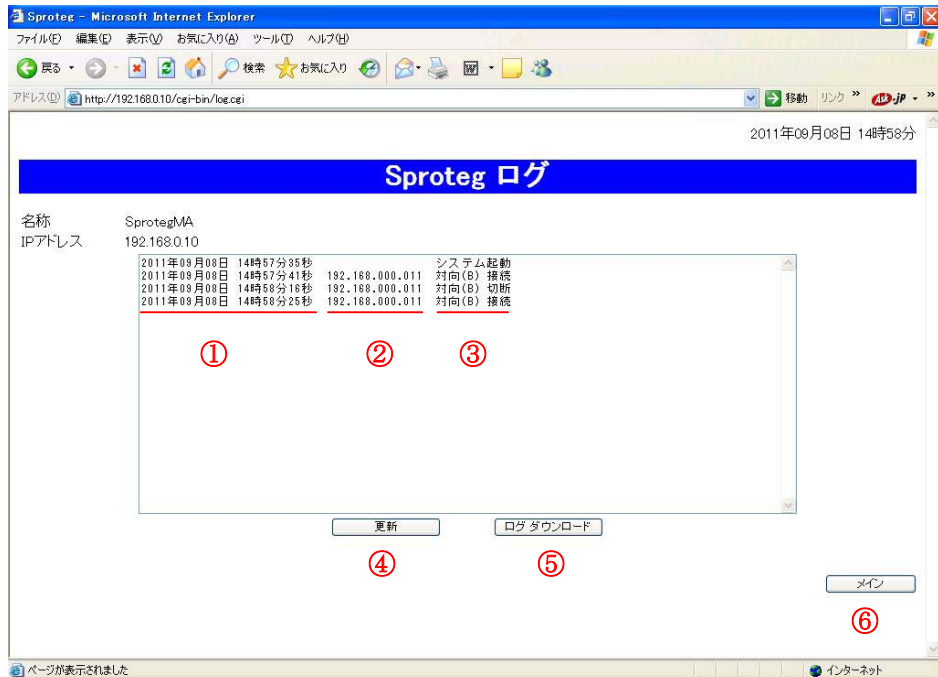 Sproteg - Microsoft Internet Explorer
ファイル(F) 編集(E) 表示(V) お気に入り(A) ツール(T) ヘルプ(H)
戻る 検索 お気に入り
アドレス(D) http://192.168.0.10/cgi-bin/log.cgi 移動 リンク » .jp »
2011年09月08日 14時58分
Sproteg ログ
名称 SprotegMA
IPアドレス 192.168.0.10
2011年09月08日 14時57分35秒 システム起動
2011年09月08日 14時57分41秒 192.168.000.011 対向(B) 接続
2011年09月08日 14時58分16秒 192.168.000.011 対向(B) 切断
2011年09月08日 14時58分25秒 192.168.000.011 対向(B) 接続
① ② ③
更新 ログ ダウンロード
④ ⑤
メイン
⑥
ページが表示されました インターネット